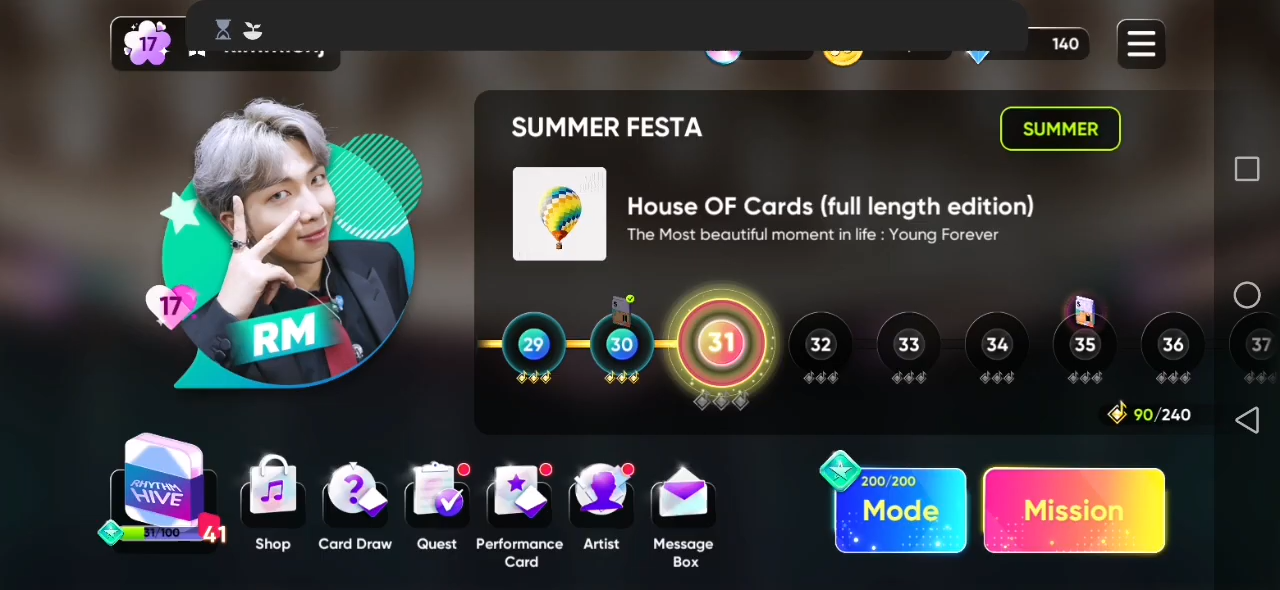 17
140
SUMMER FESTA
SUMMER
House OF Cards (full length edition)
The Most beautiful moment in life : Young Forever
17
RM
29 30 31 32 33 34 35 36 37
90/240
RHYTHM
HIVE
31/100
41
Shop
Card Draw
Quest
Performance
Card
Artist
Message
Box
200/200
Mode
Mission